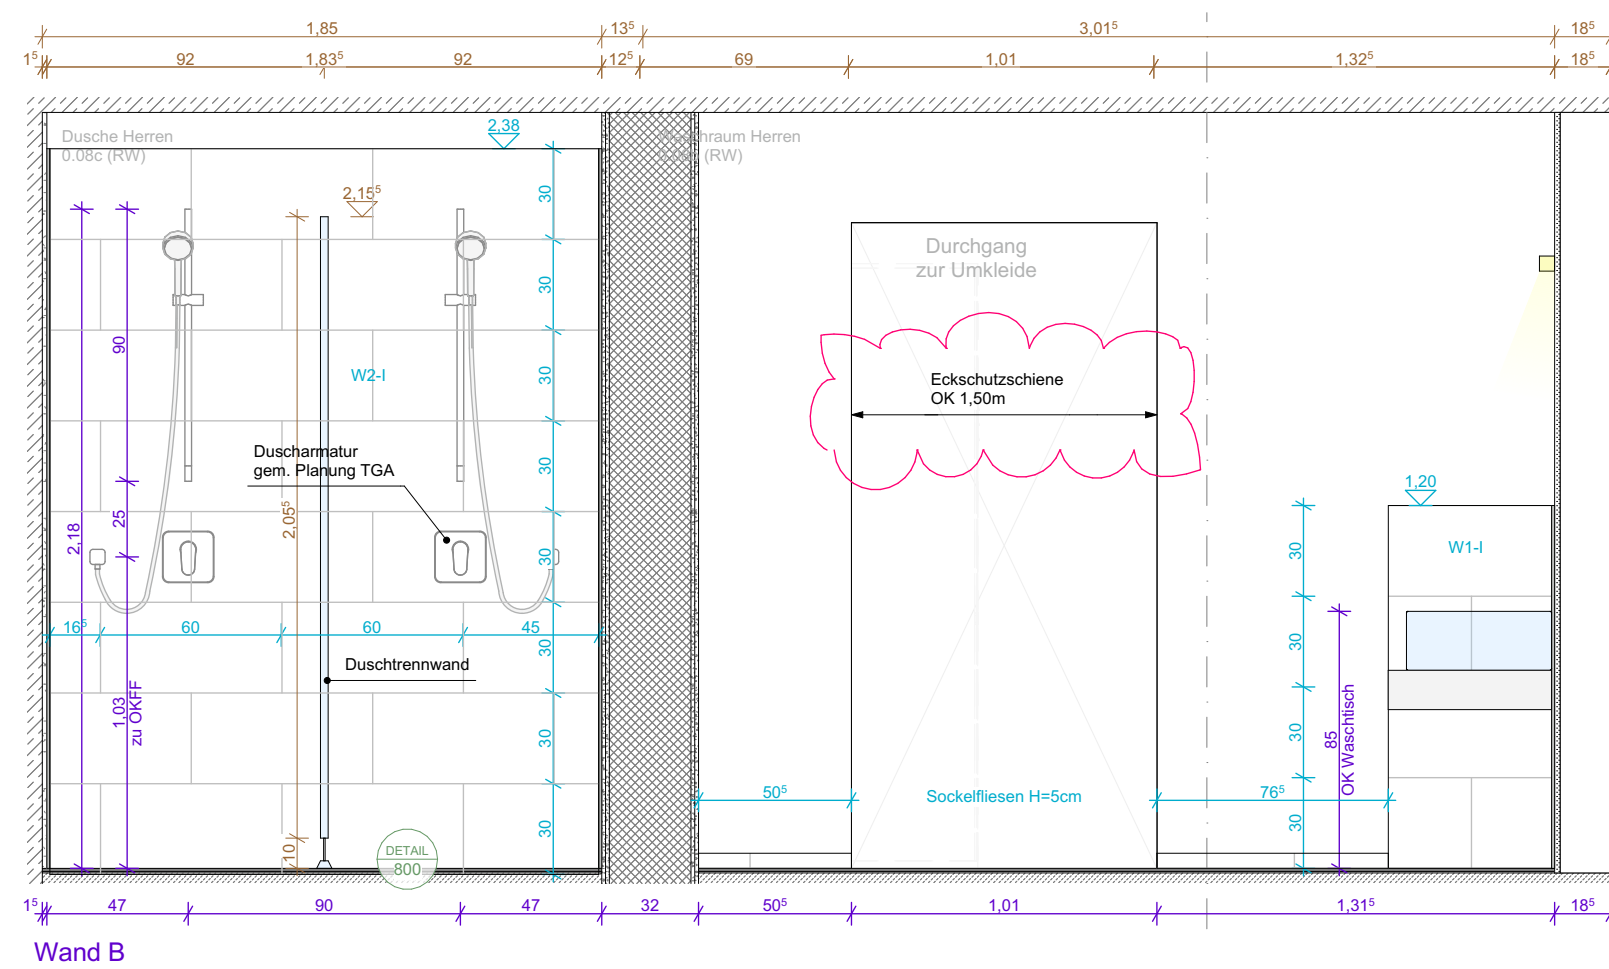 1,85
13⁵
3,01⁵
18⁵
1⁵
92
1,83⁵
92
12⁵
69
1,01
1,32⁵
18⁵
Dusche Herren
0.08c (RW)
2,38
hraum Herren
(RW)
2,15⁵
30
30
30
30
30
30
30
30
Durchgang
zur Umkleide
90
W2-I
Eckschutzschiene
OK 1,50m
Duscharmatur
gem. Planung TGA
2,18
25
2,05⁵
1,20
W1-I
30
30
30
30
16⁵
60
60
45
Duschtrennwand
1,03
zu OKFF
85
OK Waschtisch
50⁵
Sockelfliesen H=5cm
76⁵
10
DETAIL
800
1⁵
47
90
47
32
50⁵
1,01
1,31⁵
18⁵
Wand B